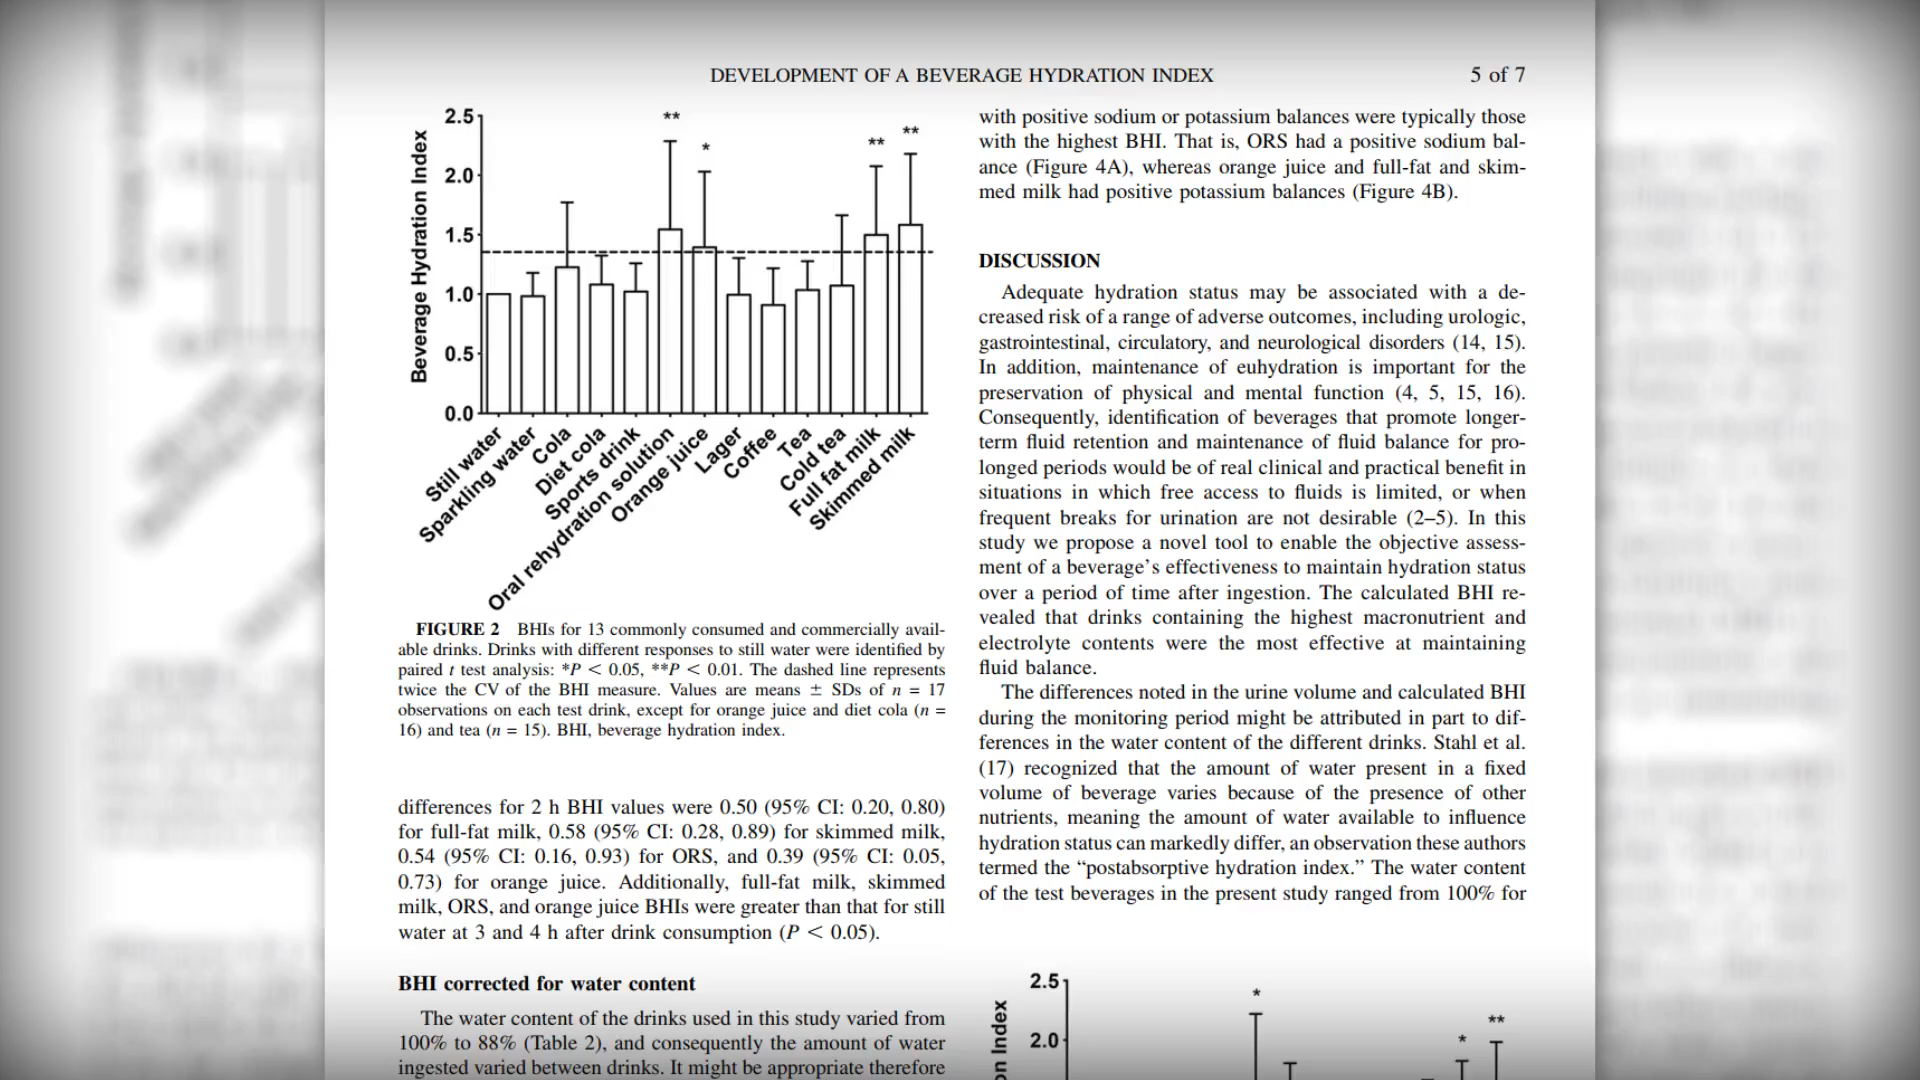 DEVELOPMENT OF A BEVERAGE HYDRATION INDEX
5 of 7
Beverage Hydration Index
2.5
2.0
1.5
1.0
0.5
0.0
**
*
**
**
Still water
Sparkling water
Cola
Diet cola
Sports drink
Oral rehydration solution
Orange juice
Lager
Coffee
Tea
Cold tea
Full fat milk
Skimmed milk
FIGURE 2 BHIs for 13 commonly consumed and commercially avail-
able drinks. Drinks with different responses to still water were identified by
paired t test analysis: *P < 0.05, **P < 0.01. The dashed line represents
twice the CV of the BHI measure. Values are means ± SDs of n = 17
observations on each test drink, except for orange juice and diet cola (n =
16) and tea (n = 15). BHI, beverage hydration index.
differences for 2 h BHI values were 0.50 (95% CI: 0.20, 0.80)
for full-fat milk, 0.58 (95% CI: 0.28, 0.89) for skimmed milk,
0.54 (95% CI: 0.16, 0.93) for ORS, and 0.39 (95% CI: 0.05,
0.73) for orange juice. Additionally, full-fat milk, skimmed
milk, ORS, and orange juice BHIs were greater than that for still
water at 3 and 4 h after drink consumption (P < 0.05).
BHI corrected for water content
The water content of the drinks used in this study varied from
100% to 88% (Table 2), and consequently the amount of water
ingested varied between drinks. It might be appropriate therefore
with positive sodium or potassium balances were typically those
with the highest BHI. That is, ORS had a positive sodium bal-
ance (Figure 4A), whereas orange juice and full-fat and skim-
med milk had positive potassium balances (Figure 4B).
DISCUSSION
Adequate hydration status may be associated with a de-
creased risk of a range of adverse outcomes, including urologic,
gastrointestinal, circulatory, and neurological disorders (14, 15).
In addition, maintenance of euhydration is important for the
preservation of physical and mental function (4, 5, 15, 16).
Consequently, identification of beverages that promote longer-
term fluid retention and maintenance of fluid balance for pro-
longed periods would be of real clinical and practical benefit in
situations in which free access to fluids is limited, or when
frequent breaks for urination are not desirable (2–5). In this
study we propose a novel tool to enable the objective assess-
ment of a beverage's effectiveness to maintain hydration status
over a period of time after ingestion. The calculated BHI re-
vealed that drinks containing the highest macronutrient and
electrolyte contents were the most effective at maintaining
fluid balance.
The differences noted in the urine volume and calculated BHI
during the monitoring period might be attributed in part to dif-
ferences in the water content of the different drinks. Stahl et al.
(17) recognized that the amount of water present in a fixed
volume of beverage varies because of the presence of other
nutrients, meaning the amount of water available to influence
hydration status can markedly differ, an observation these authors
termed the “postabsorptive hydration index.” The water content
of the test beverages in the present study ranged from 100% for
on Index
2.5
2.0
*
*
**